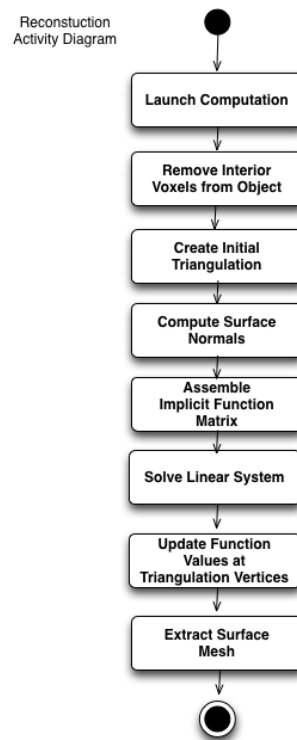 Reconstuction
Activity Diagram
Launch Computation
Remove Interior
Voxels from Object
Create Initial
Triangulation
Compute Surface
Normals
Assemble
Implicit Function
Matrix
Solve Linear System
Update Function
Values at
Triangulation Vertices
Extract Surface
Mesh